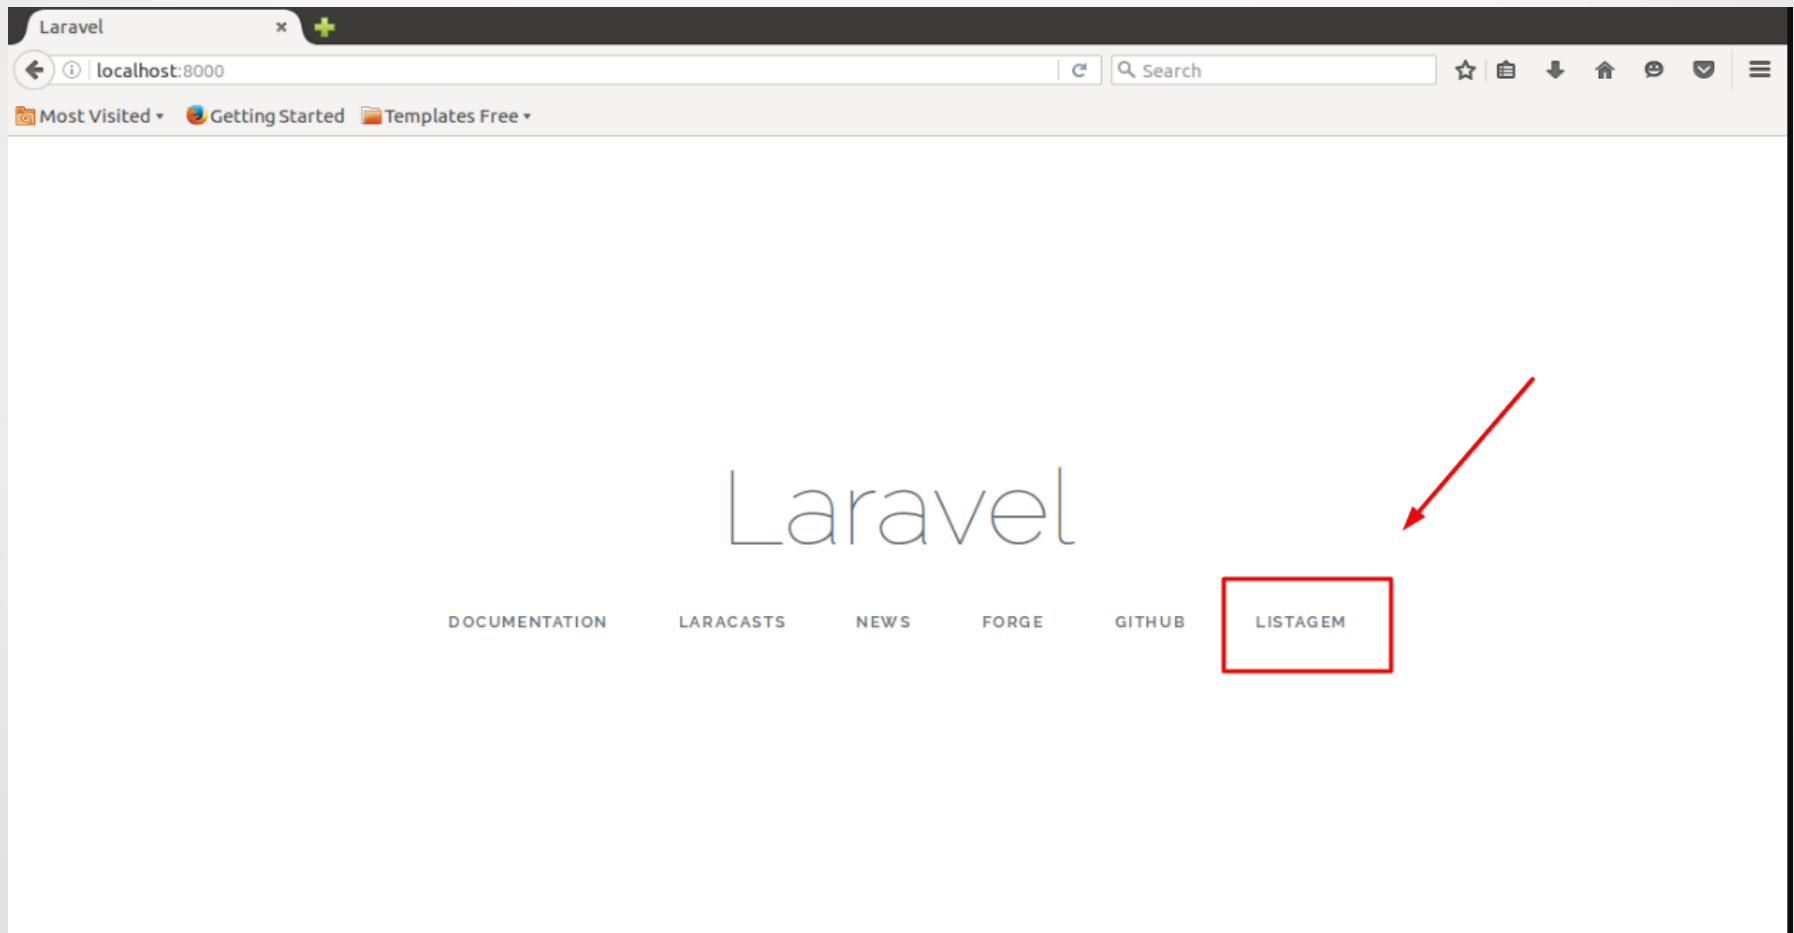 Laravel
localhost:8000
Search
Most Visited
Getting Started
Templates Free
Laravel
DOCUMENTATION LARACASTS NEWS FORGE GITHUB LISTAGEM